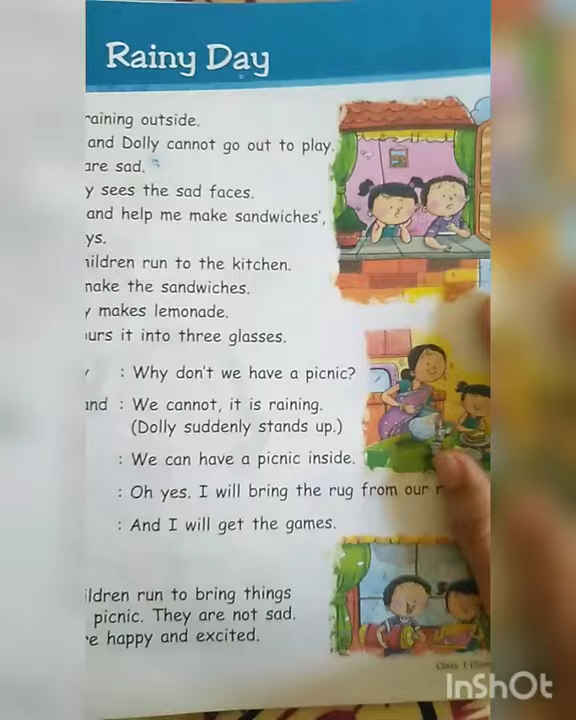 Rainy Day
raining outside.
and Dolly cannot go out to play.
are sad.
y sees the sad faces.
and help me make sandwiches',
ys.
ildren run to the kitchen.
make the sandwiches.
y makes lemonade.
ours it into three glasses.
: Why don't we have a picnic?
and : We cannot, it is raining.
(Dolly suddenly stands up.)
: We can have a picnic inside.
: Oh yes. I will bring the rug from our r
: And I will get the games.
ildren run to bring things
picnic. They are not sad.
re happy and excited.
Class 1
InShOt